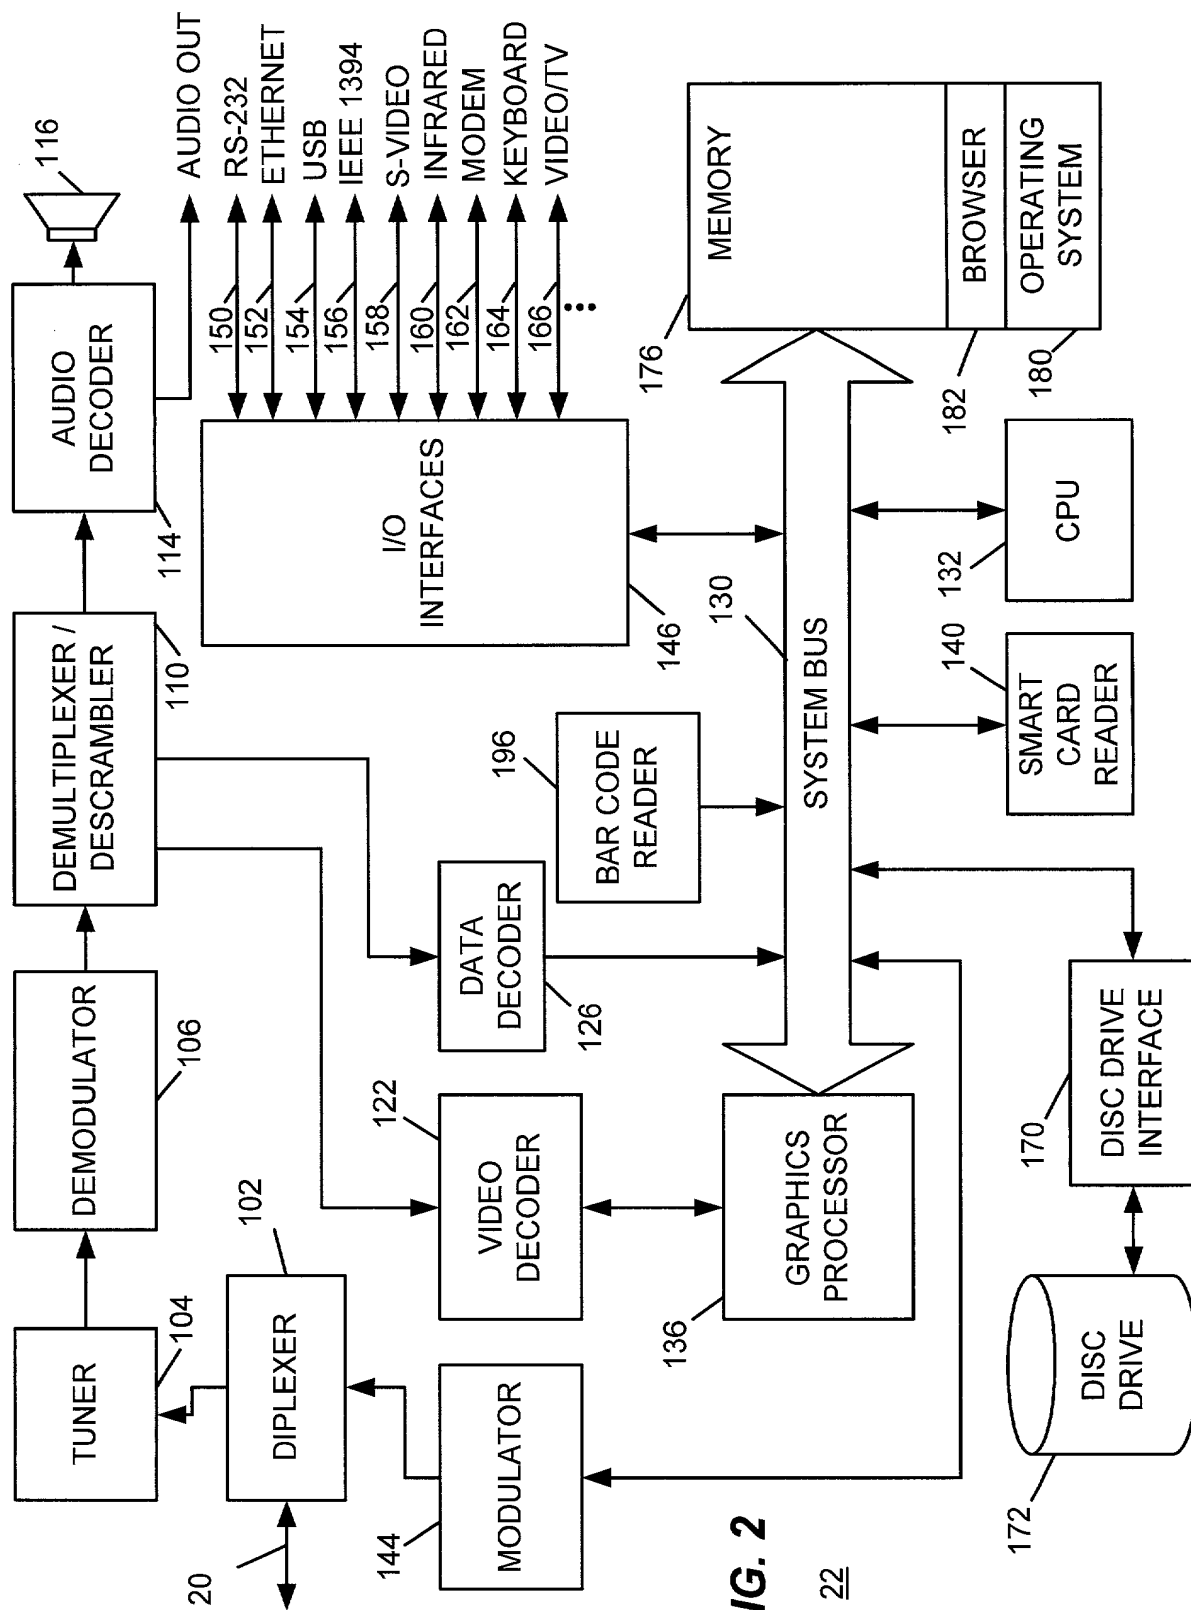 116
AUDIO OUT
RS-232
ETHERNET
USB
IEEE 1394
S-VIDEO
INFRARED
MODEM
KEYBOARD
VIDEO/TV
AUDIO
DECODER
114
150
152
154
156
158
160
162
164
166
I/O
INTERFACES
146
MEMORY
176
BROWSER
182
OPERATING
SYSTEM
180
DEMULTIPLEXER /
DESCRAMBLER
110
130
SYSTEM BUS
CPU
132
SMART
CARD
READER
140
BAR CODE
READER
196
DATA
DECODER
126
DEMODULATOR
106
VIDEO
DECODER
122
GRAPHICS
PROCESSOR
136
DISC DRIVE
INTERFACE
170
DISC
DRIVE
172
TUNER
104
DIPLEXER
102
MODULATOR
144
20
IG. 2
22